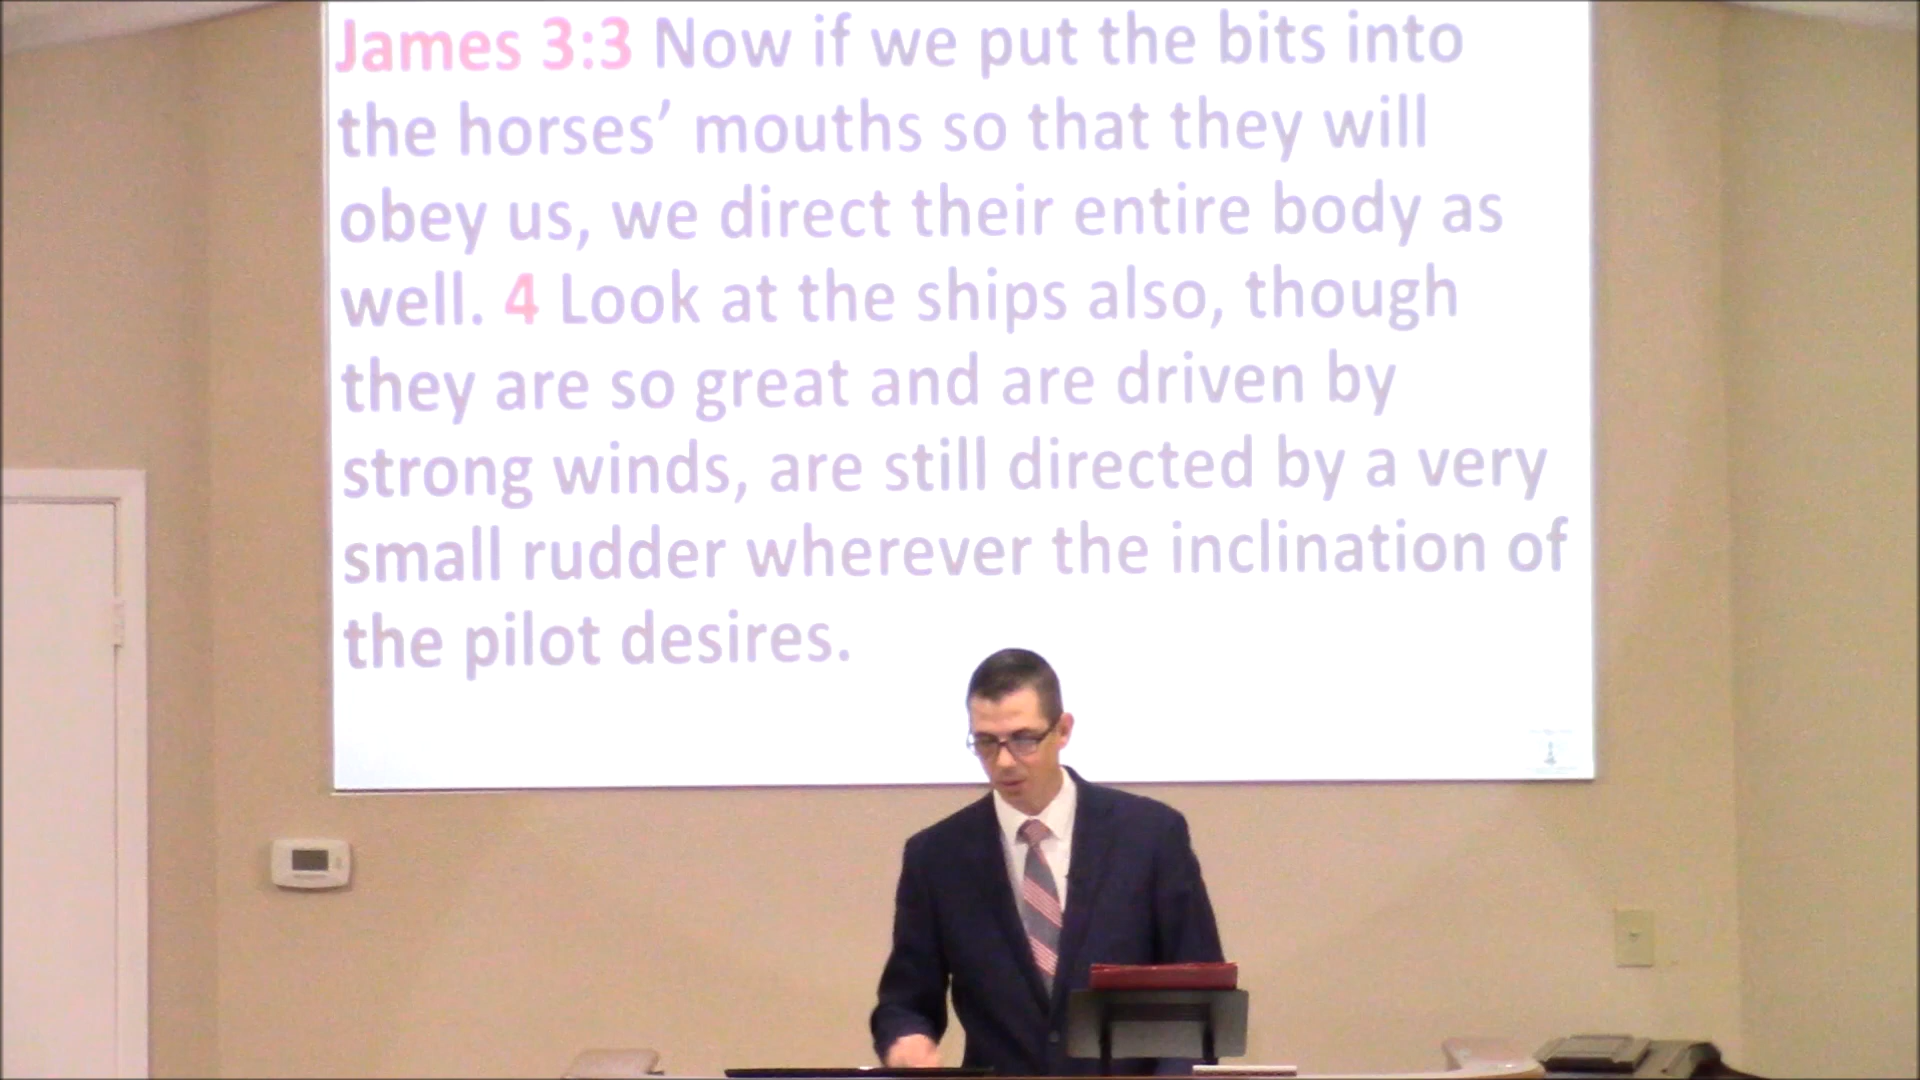 James 3:3 Now if we put the bits into
the horses’ mouths so that they will
obey us, we direct their entire body as
well. 4 Look at the ships also, though
they are so great and are driven by
strong winds, are still directed by a very
small rudder wherever the inclination of
the pilot desires.